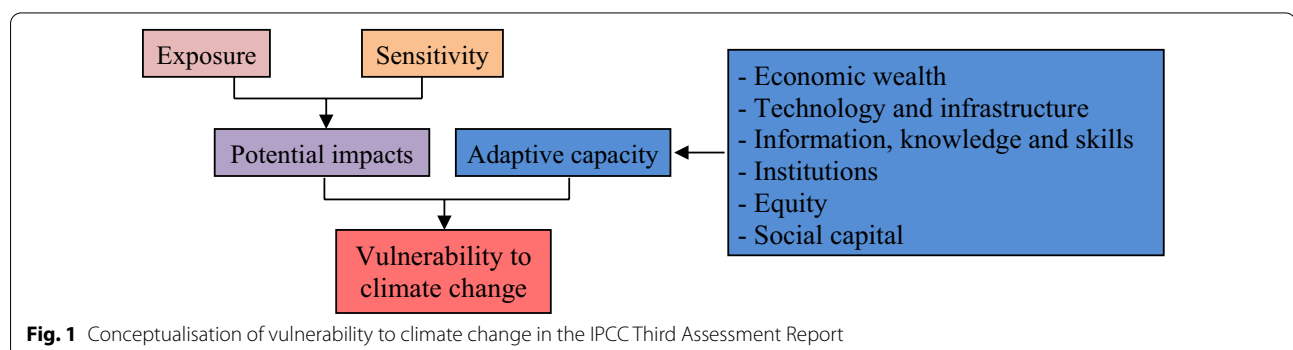 Exposure
Sensitivity
Potential impacts
Adaptive capacity
- Economic wealth
- Technology and infrastructure
- Information, knowledge and skills
- Institutions
- Equity
- Social capital
Vulnerability to
climate change
Fig. 1 Conceptualisation of vulnerability to climate change in the IPCC Third Assessment Report